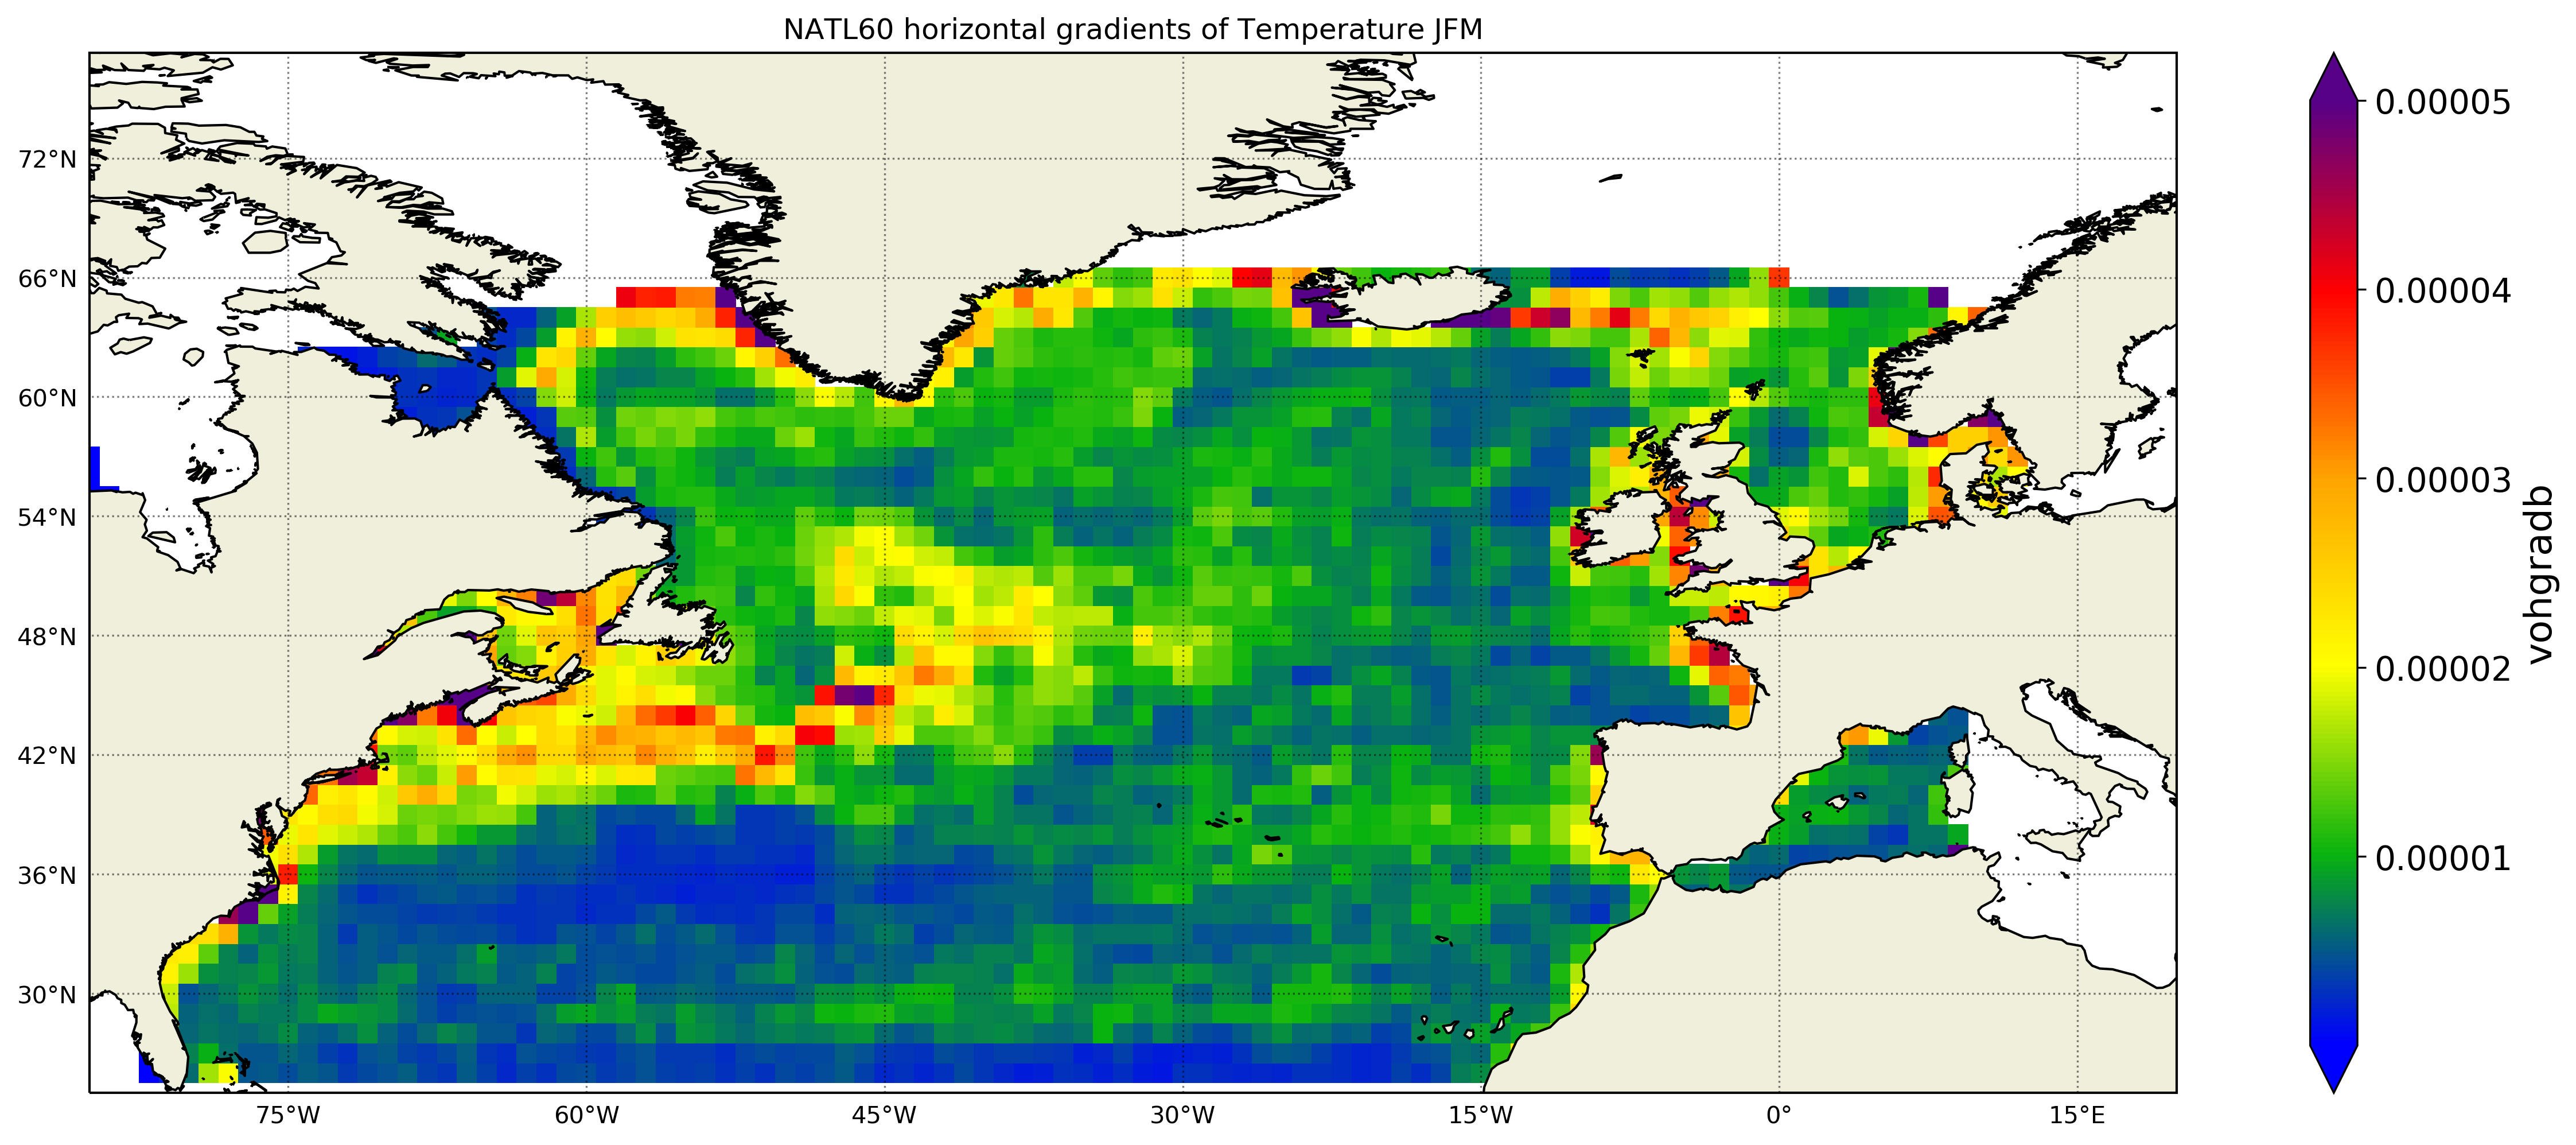 NATL60 horizontal gradients of Temperature JFM
72°N
66°N
60°N
54°N
48°N
42°N
36°N
30°N
75°W
60°W
45°W
30°W
15°W
0°
15°E
0.00005
0.00004
0.00003
0.00002
0.00001
vohgradb